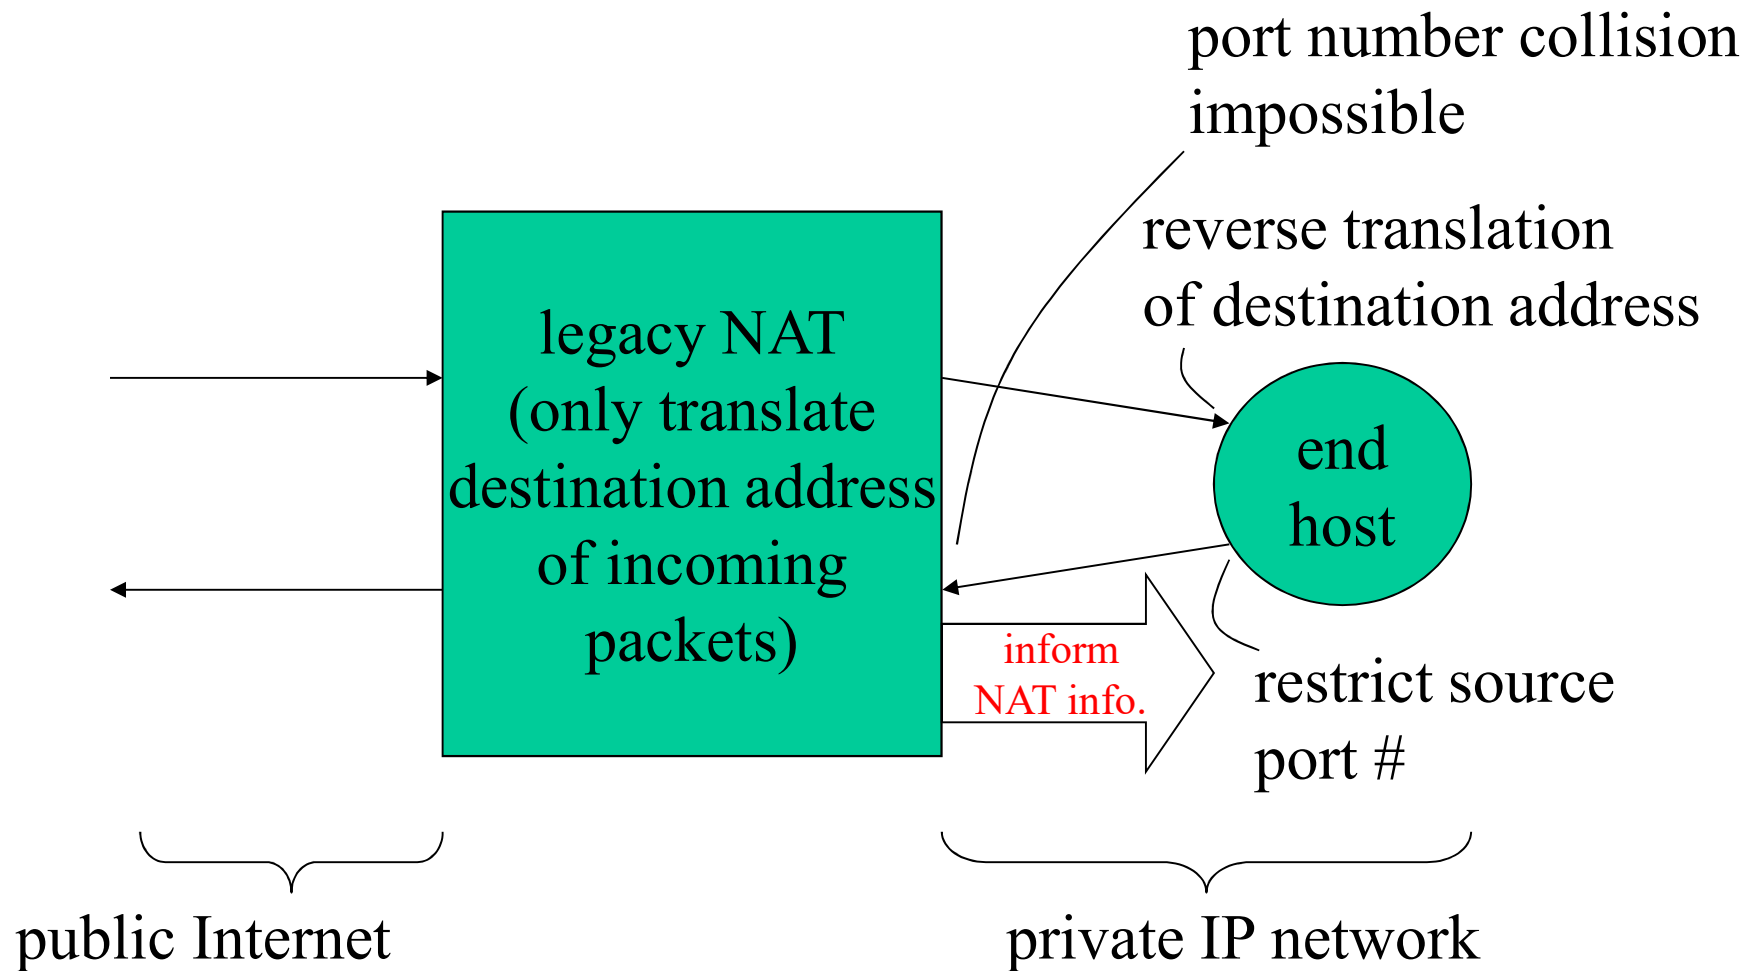 port number collision
impossible
reverse translation
of destination address
legacy NAT
(only translate
destination address
of incoming
packets)
end
host
inform
NAT info.
restrict source
port #
public Internet
private IP network